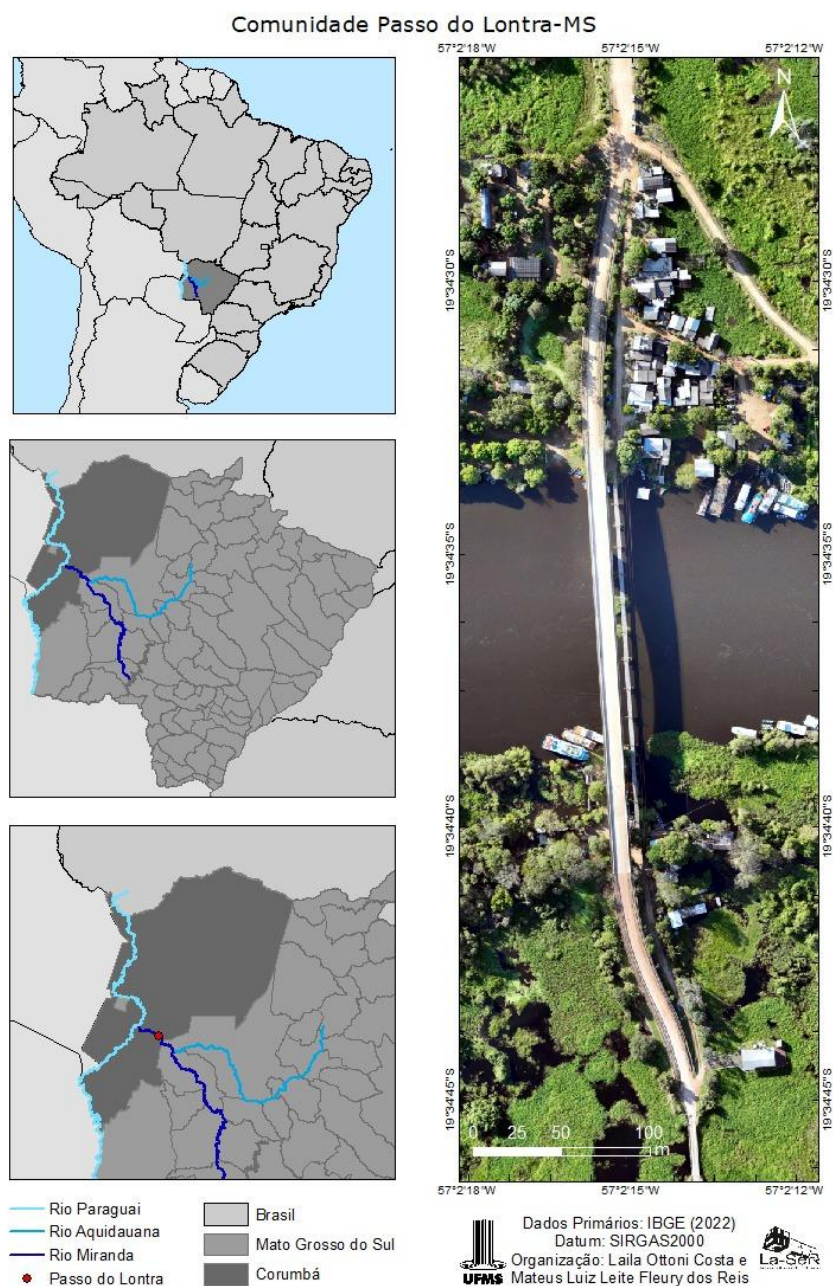 Comunidade Passo do Lontra-MS
57°2'18"W 57°2'15"W 57°2'12"W
N
19°34'30"S 19°34'30"S
19°34'35"S 19°34'35"S
19°34'40"S 19°34'40"S
19°34'45"S 19°34'45"S
0 25 50 100
m
57°2'18"W 57°2'15"W 57°2'12"W
Rio Paraguai
Rio Aquidauana
Rio Miranda
Passo do Lontra
Brasil
Mato Grosso do Sul
Corumbá
UFMS
Dados Primários: IBGE (2022)
Datum: SIRGAS2000
Organização: Laila Ottoni Costa e
Mateus Luiz Leite Fleury dos Reis
La-SeR